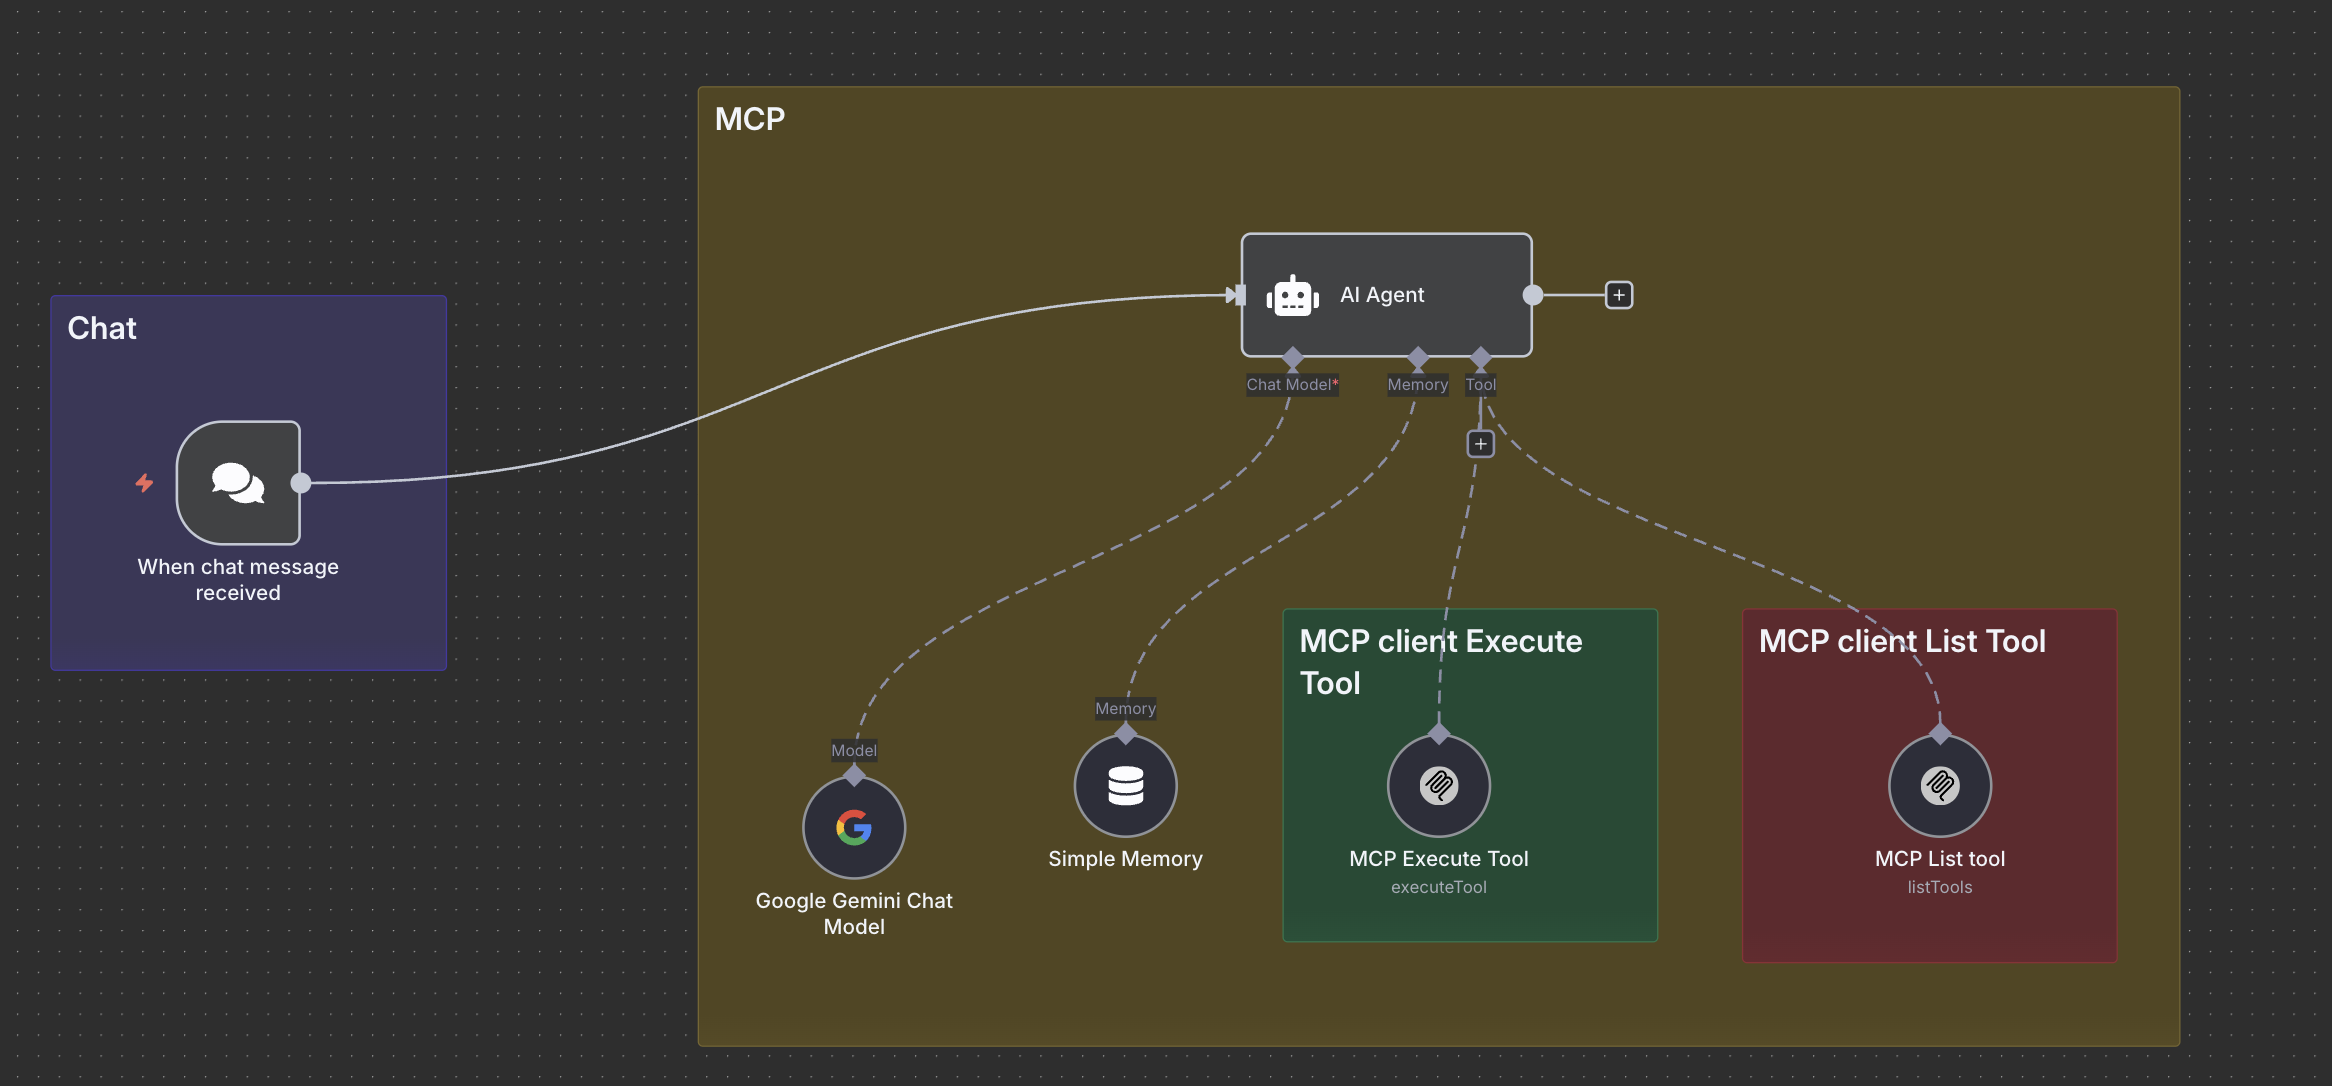 MCP
AI Agent
Chat Model*
Memory
Tool
Chat
When chat message
received
MCP client Execute
Tool
MCP client List Tool
Memory
Model
Simple Memory
MCP Execute Tool
executeTool
MCP List tool
listTools
Google Gemini Chat
Model